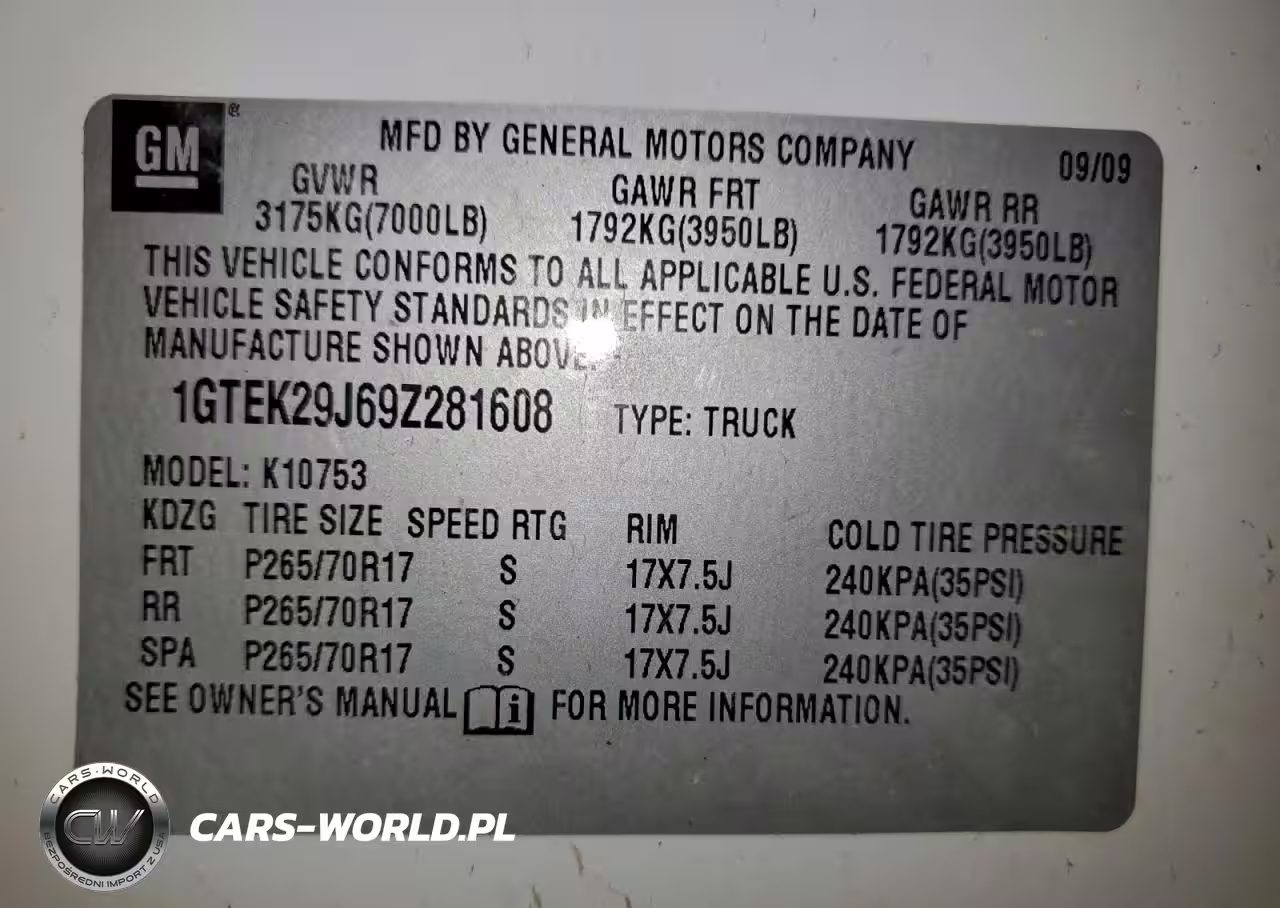 GM®
MFD BY GENERAL MOTORS COMPANY 09/09
GVWR GAWR FRT GAWR RR
3175KG(7000LB) 1792KG(3950LB) 1792KG(3950LB)
THIS VEHICLE CONFORMS TO ALL APPLICABLE U.S. FEDERAL MOTOR
VEHICLE SAFETY STANDARDS IN EFFECT ON THE DATE OF
MANUFACTURE SHOWN ABOVE.
1GTEK29J69Z281608 TYPE: TRUCK
MODEL: K10753
KDZG TIRE SIZE SPEED RTG RIM COLD TIRE PRESSURE
FRT P265/70R17 S 17X7.5J 240KPA(35PSI)
RR P265/70R17 S 17X7.5J 240KPA(35PSI)
SPA P265/70R17 S 17X7.5J 240KPA(35PSI)
SEE OWNER'S MANUAL i FOR MORE INFORMATION.
CARS-WORLD
CW
BEZPOŚREDNI IMPORT Z USA
CARS-WORLD.PL